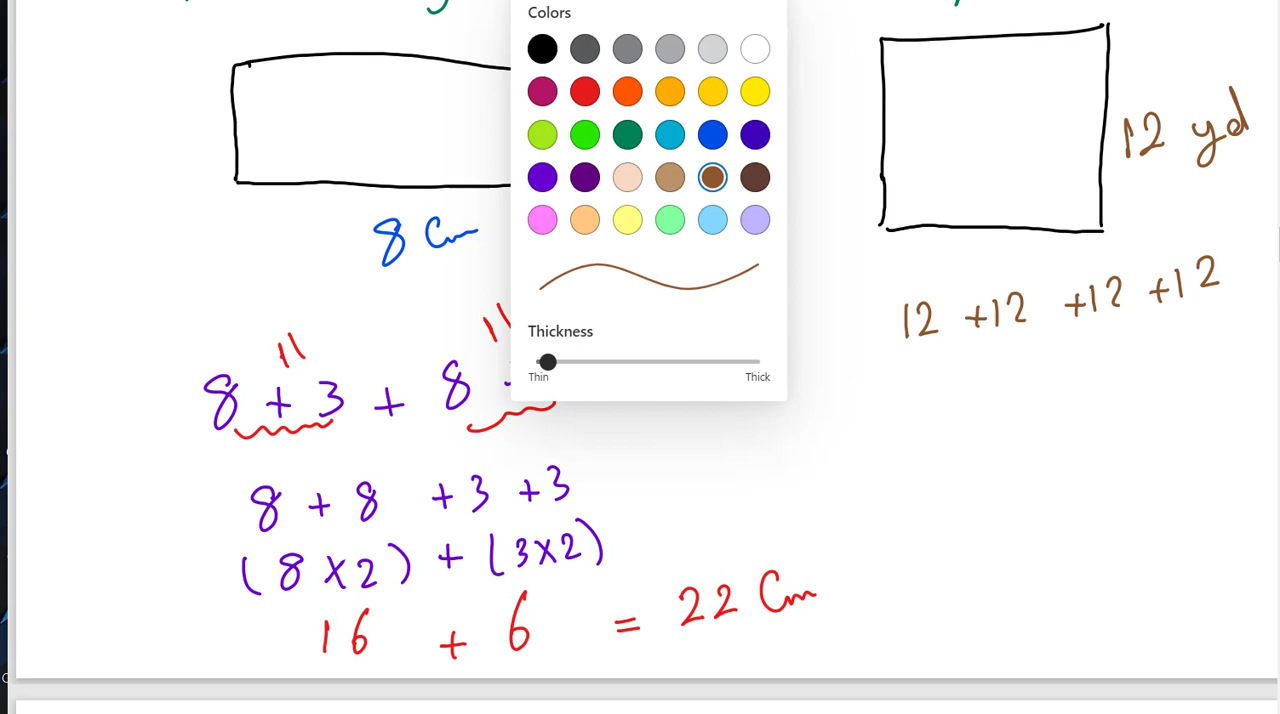 Colors
12 yd
8 Cm
12 +12 +12 +12
Thickness
Thin
Thick
11
11
8 + 3 + 8
8 + 8 + 3 + 3
(8 × 2) + (3×2)
16 + 6 = 22 Cm